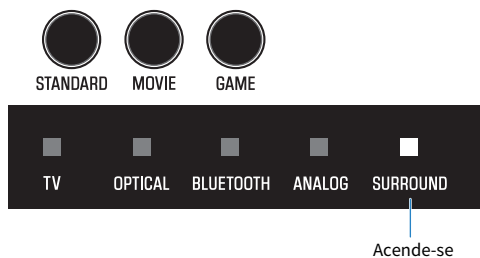 STANDARD MOVIE GAME
TV OPTICAL BLUETOOTH ANALOG SURROUND
Acende-se